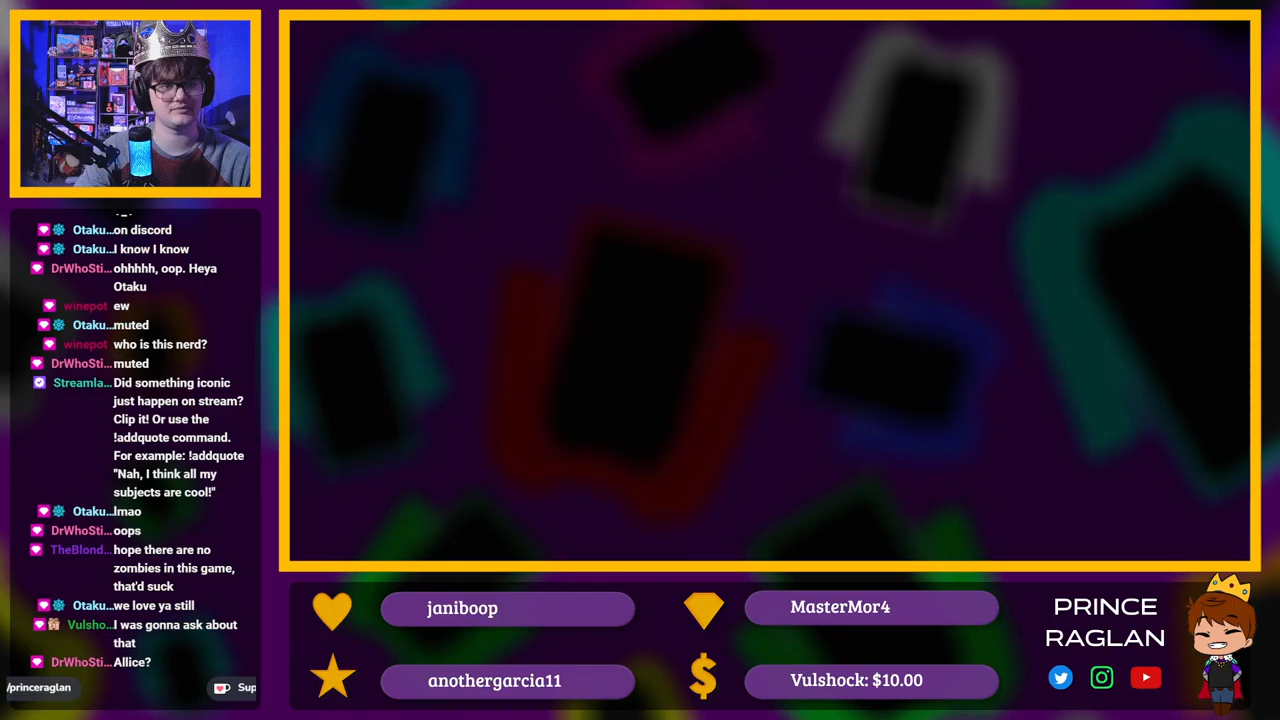 on discord
Otaku...on discord
Otaku...I know I know
DrWhoSti...ohhhhh, oop. Heya
Otaku
winepot ew
Otaku...muted
winepot who is this nerd?
DrWhoSti...muted
Streamla...Did something iconic
just happen on stream?
Clip it! Or use the
!addquote command.
For example: !addquote
"Nah, I think all my
subjects are cool!"
Otaku...lmao
DrWhoSti...oops
TheBlond...hope there are no
zombies in this game,
that'd suck
Otaku...we love ya still
Vulsho...I was gonna ask about
that
DrWhoSti...Allice?
/princeraglan
Sup
janiboop
MasterMor4
anothergarcia11
Vulshock: $10.00
PRINCE
RAGLAN